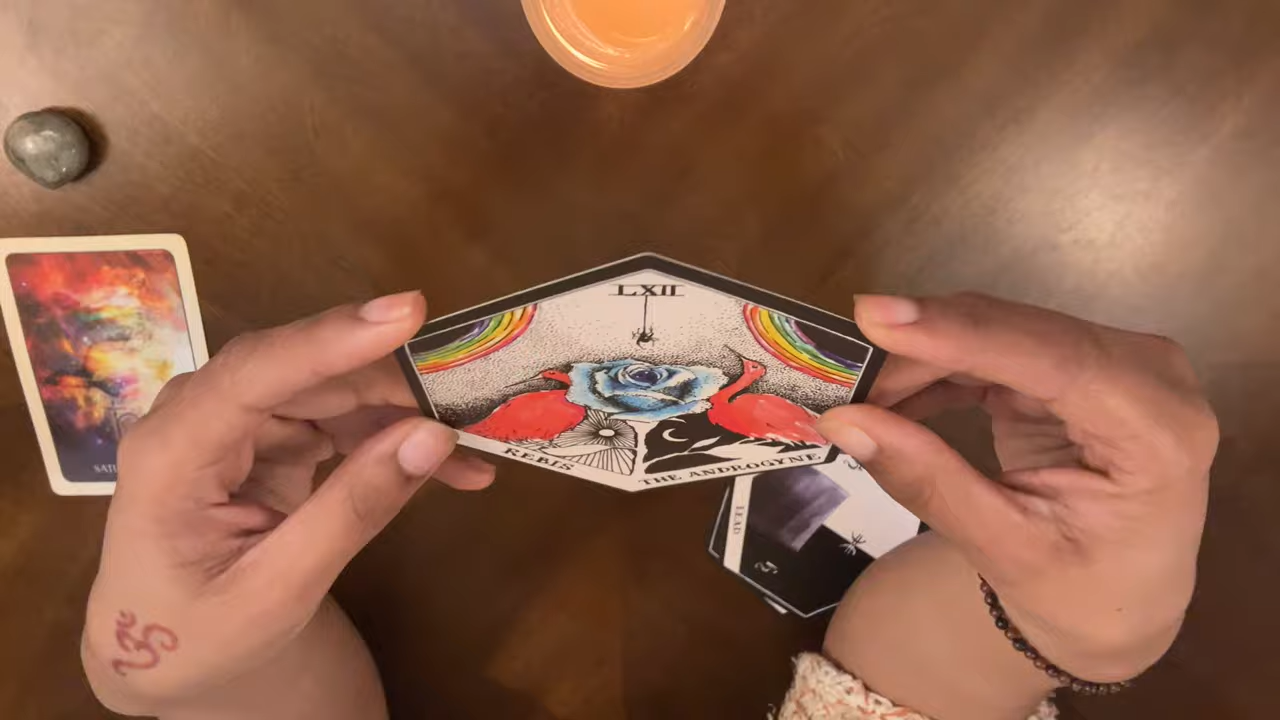 LXII
REBIS
THE ANDROGYNE
LEAD
ॐ